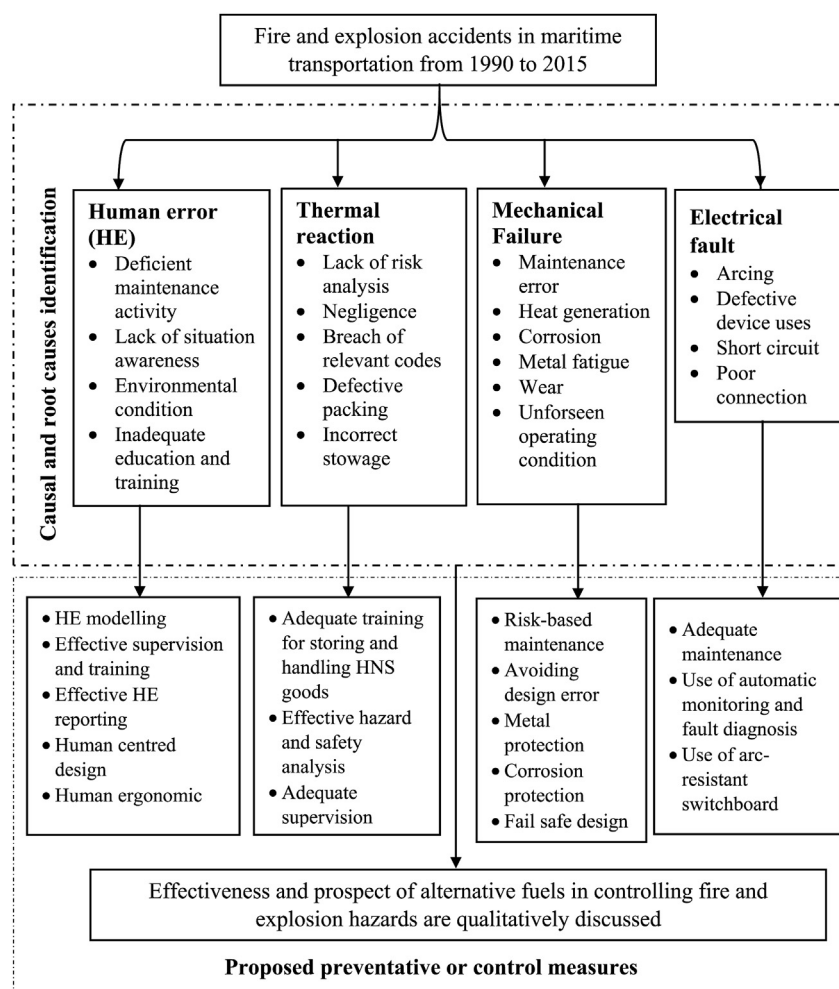 Fire and explosion accidents in maritime
transportation from 1990 to 2015
Causal and root causes identification
Human error
(HE)
• Deficient
maintenance
activity
• Lack of situation
awareness
• Environmental
condition
• Inadequate
education and
training
Thermal
reaction
• Lack of risk
analysis
• Negligence
• Breach of
relevant codes
• Defective
packing
• Incorrect
stowage
Mechanical
Failure
• Maintenance
error
• Heat generation
• Corrosion
• Metal fatigue
• Wear
• Unforseen
operating
condition
Electrical
fault
• Arcing
• Defective
device uses
• Short circuit
• Poor
connection
• HE modelling
• Effective supervision
and training
• Effective HE
reporting
• Human centred
design
• Human ergonomic
• Adequate training
for storing and
handling HNS
goods
• Effective hazard
and safety
analysis
• Adequate
supervision
• Risk-based
maintenance
• Avoiding
design error
• Metal
protection
• Corrosion
protection
• Fail safe design
• Adequate
maintenance
• Use of automatic
monitoring and
fault diagnosis
• Use of arc-
resistant
switchboard
Effectiveness and prospect of alternative fuels in controlling fire and
explosion hazards are qualitatively discussed
Proposed preventative or control measures